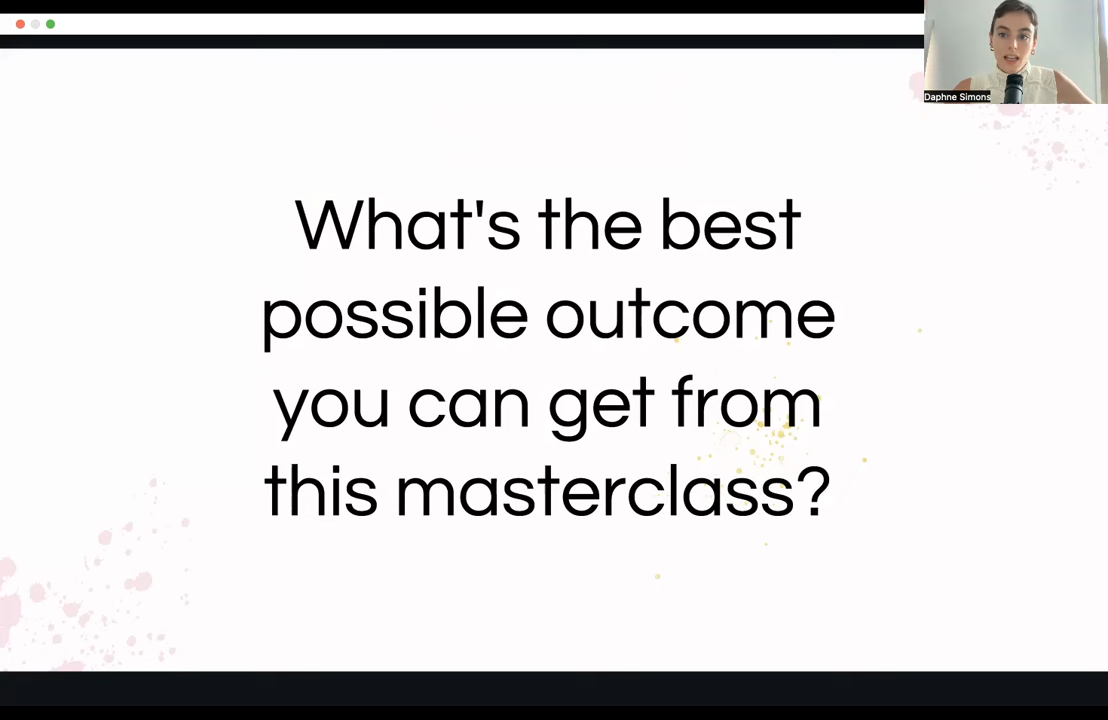 Daphne Simons
What's the best
possible outcome
you can get from
this masterclass?